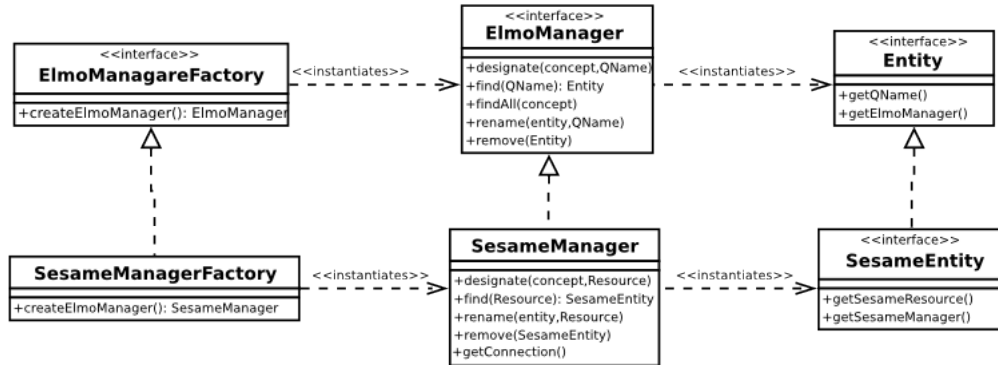 <<interface>>
ElmoManagareFactory
+createElmoManager(): ElmoManager
<<instantiates>>
<<interface>>
ElmoManager
+designate(concept,QName)
+find(QName): Entity
+findAll(concept)
+rename(entity,QName)
+remove(Entity)
<<instantiates>>
<<interface>>
Entity
+getQName()
+getElmoManager()
SesameManagerFactory
+createElmoManager(): SesameManager
<<instantiates>>
SesameManager
+designate(concept,Resource)
+find(Resource): SesameEntity
+rename(entity,Resource)
+remove(SesameEntity)
+getConnection()
<<instantiates>>
<<interface>>
SesameEntity
+getSesameResource()
+getSesameManager()